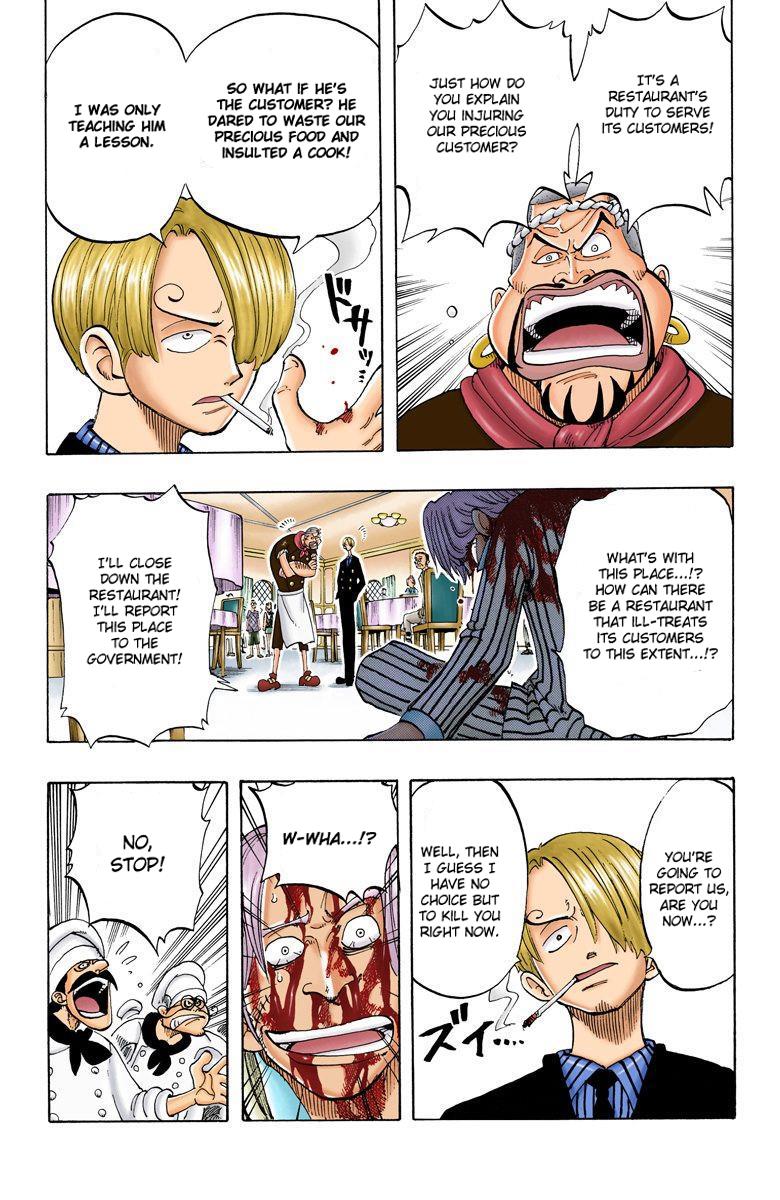 IT'S A
RESTAURANT'S
DUTY TO SERVE
ITS CUSTOMERS!
JUST HOW DO
YOU EXPLAIN
YOU INJURING
OUR PRECIOUS
CUSTOMER?
SO WHAT IF HE'S
THE CUSTOMER? HE
DARED TO WASTE OUR
PRECIOUS FOOD AND
INSULTED A COOK!
I WAS ONLY
TEACHING HIM
A LESSON.
ドサッ
WHAT'S WITH
THIS PLACE...!?
HOW CAN THERE
BE A RESTAURANT
THAT ILL-TREATS
ITS CUSTOMERS
TO THIS EXTENT...!?
I'LL CLOSE
DOWN THE
RESTAURANT!
I'LL REPORT
THIS PLACE
TO THE
GOVERNMENT!
YOU'RE
GOING TO
REPORT US,
ARE YOU
NOW...?
WELL, THEN
I GUESS I
HAVE NO
CHOICE BUT
TO KILL YOU
RIGHT NOW.
ズイ....
W-WHA...!?
NO,
STOP!